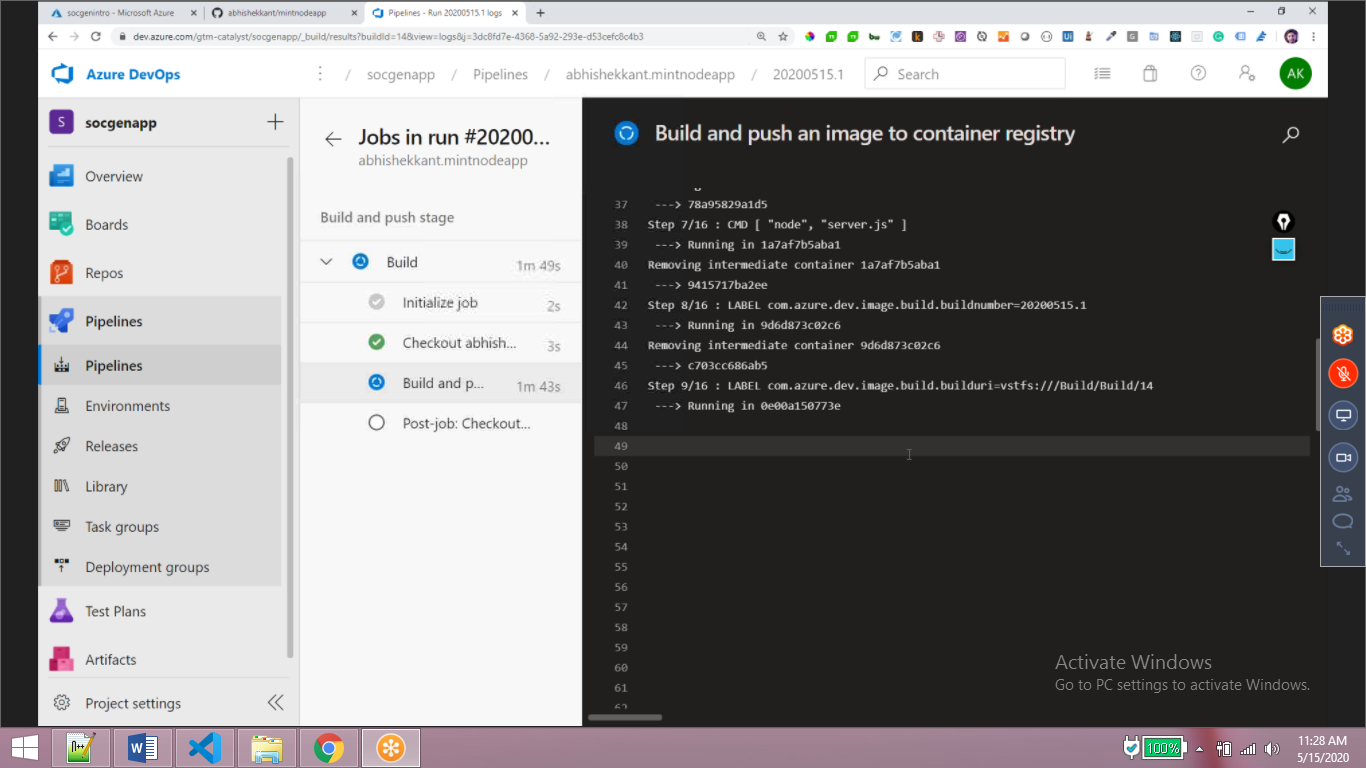 socgenintro - Microsoft Azure
abhishekkant/mintnodeapp
Pipelines - Run 20200515.1 logs
dev.azure.com/gtm-catalyst/socgenapp/_build/results?buildId=14&view=logs&j=3dc8fd7e-4368-5a92-293e-d53cefc8c4b3
Azure DevOps
/ socgenapp / Pipelines / abhishekkant.mintnodeapp / 20200515.1
Search
AK
S socgenapp
Overview
Boards
Repos
Pipelines
Pipelines
Environments
Releases
Library
Task groups
Deployment groups
Test Plans
Artifacts
Project settings
Jobs in run #20200...
abhishekkant.mintnodeapp
Build and push stage
Build 1m 49s
Initialize job 2s
Checkout abhish... 3s
Build and p... 1m 43s
Post-job: Checkout...
Build and push an image to container registry
37 ---> 78a95829a1d5
38 Step 7/16 : CMD [ "node", "server.js" ]
39 ---> Running in 1a7af7b5aba1
40 Removing intermediate container 1a7af7b5aba1
41 ---> 9415717ba2ee
42 Step 8/16 : LABEL com.azure.dev.image.build.buildnumber=20200515.1
43 ---> Running in 9d6d873c02c6
44 Removing intermediate container 9d6d873c02c6
45 ---> c703cc686ab5
46 Step 9/16 : LABEL com.azure.dev.image.build.builduri=vstfs:///Build/Build/14
47 ---> Running in 0e00a150773e
48
49
50
51
52
53
54
55
56
57
58
59
60
61
62
Activate Windows
Go to PC settings to activate Windows.
100%
11:28 AM
5/15/2020